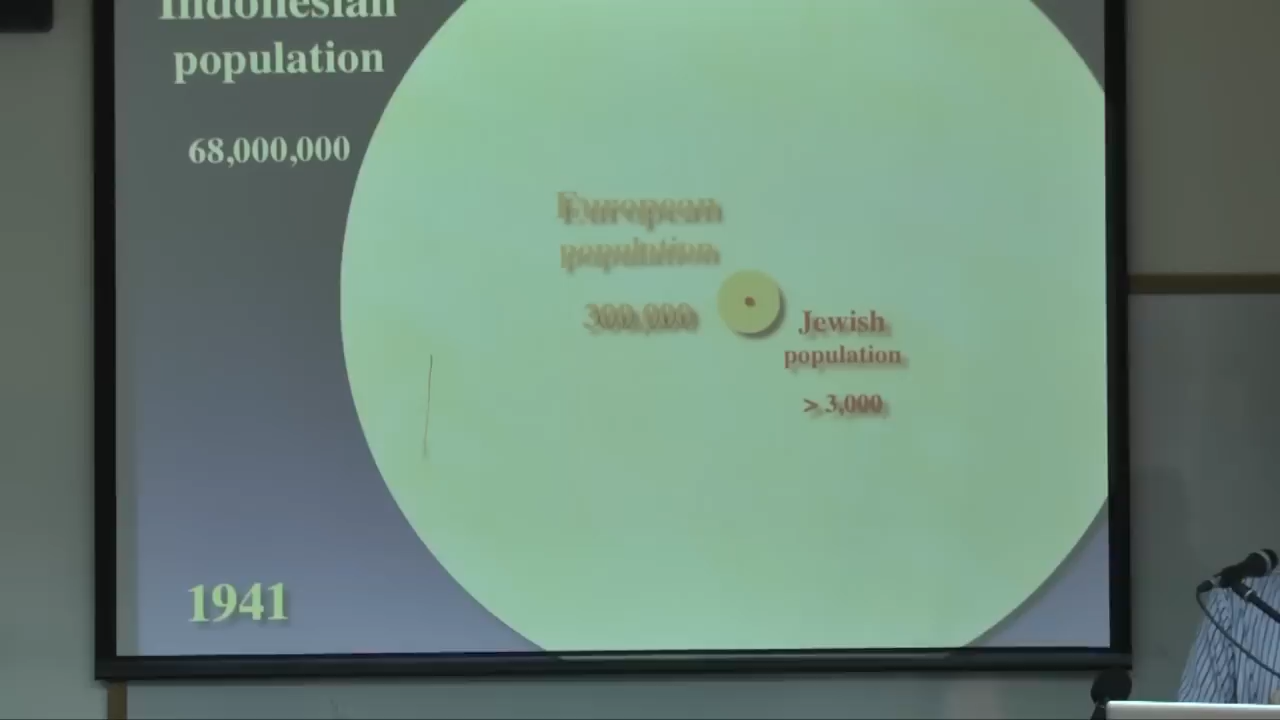 Indonesian
population
68,000,000
European
population
300,000
Jewish
population
> 3,000
1941